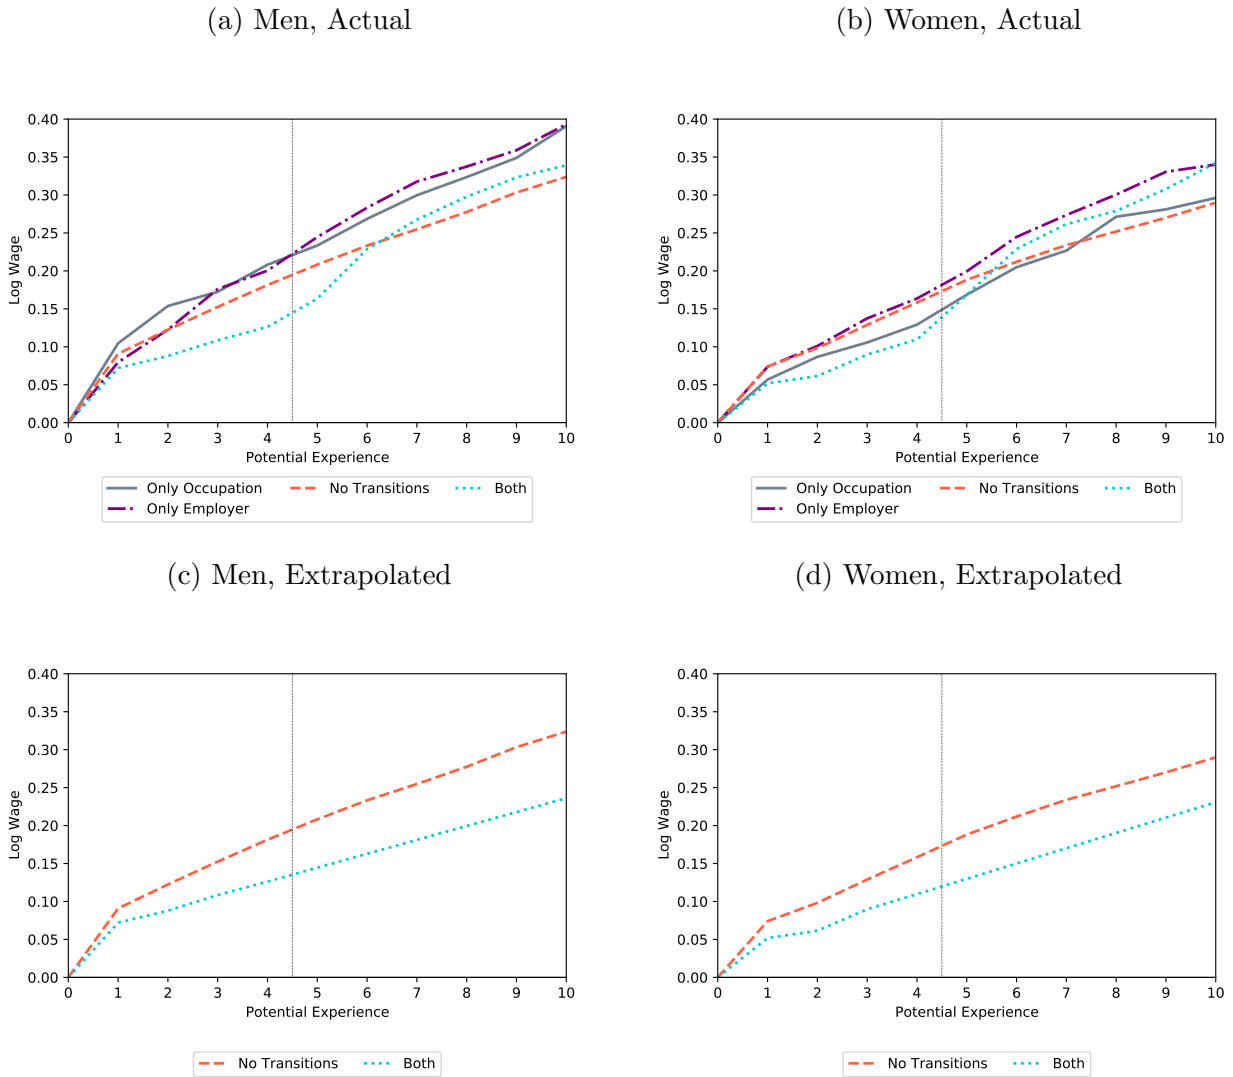 (a) Men, Actual
(b) Women, Actual
0.40
0.35
0.30
0.25
0.20
0.15
0.10
0.05
0.00
Log Wage
0 1 2 3 4 5 6 7 8 9 10
Potential Experience
Only Occupation No Transitions Both
Only Employer
0.40
0.35
0.30
0.25
0.20
0.15
0.10
0.05
0.00
Log Wage
0 1 2 3 4 5 6 7 8 9 10
Potential Experience
Only Occupation No Transitions Both
Only Employer
(c) Men, Extrapolated
(d) Women, Extrapolated
0.40
0.35
0.30
0.25
0.20
0.15
0.10
0.05
0.00
Log Wage
0 1 2 3 4 5 6 7 8 9 10
Potential Experience
No Transitions Both
0.40
0.35
0.30
0.25
0.20
0.15
0.10
0.05
0.00
Log Wage
0 1 2 3 4 5 6 7 8 9 10
Potential Experience
No Transitions Both